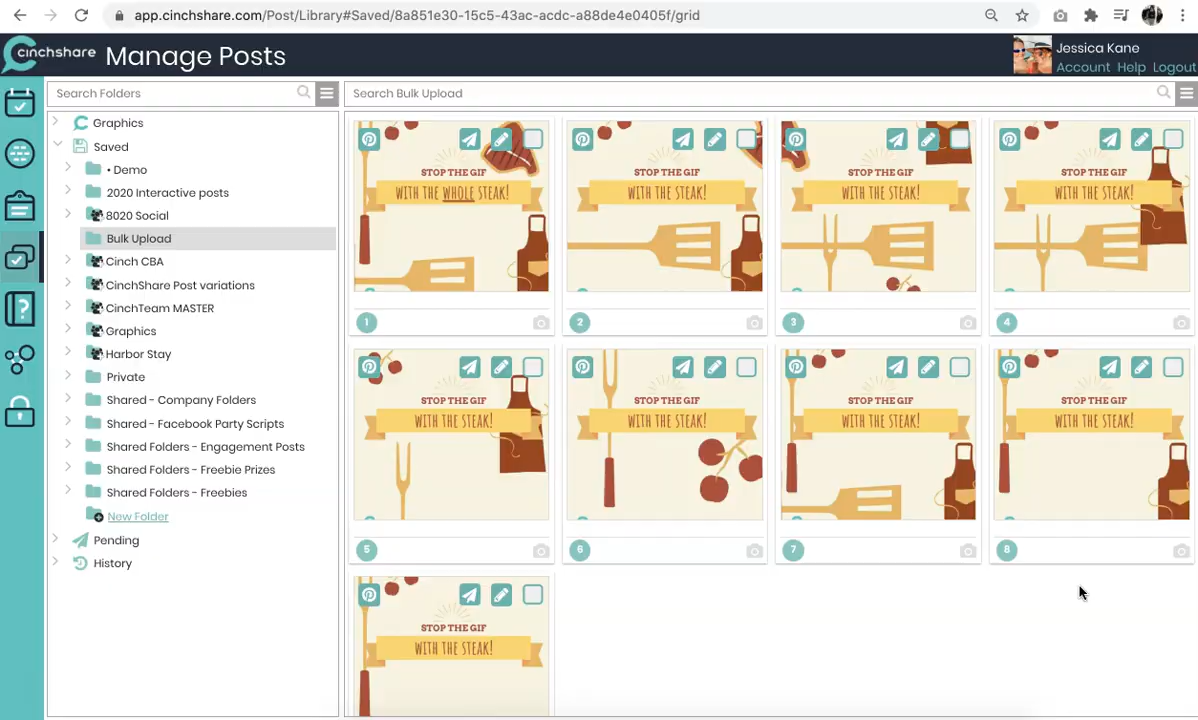 app.cinchshare.com/Post/Library#Saved/8a851e30-15c5-43ac-acdc-a88de4e0405f/grid
cinchshare
Manage Posts
Jessica Kane
Account Help Logout
Search Folders
Search Bulk Upload
Graphics
Saved
• Demo
2020 Interactive posts
8020 Social
Bulk Upload
Cinch CBA
CinchShare Post variations
CinchTeam MASTER
Graphics
Harbor Stay
Private
Shared - Company Folders
Shared - Facebook Party Scripts
Shared Folders - Engagement Posts
Shared Folders - Freebie Prizes
Shared Folders - Freebies
New Folder
Pending
History
STOP THE GIF
WITH THE WHOLE STEAK!
1
STOP THE GIF
WITH THE STEAK!
2
STOP THE GIF
WITH THE STEAK!
3
STOP THE GIF
WITH THE STEAK!
4
STOP THE GIF
WITH THE STEAK!
5
STOP THE GIF
WITH THE STEAK!
6
STOP THE GIF
WITH THE STEAK!
7
STOP THE GIF
WITH THE STEAK!
8
STOP THE GIF
WITH THE STEAK!